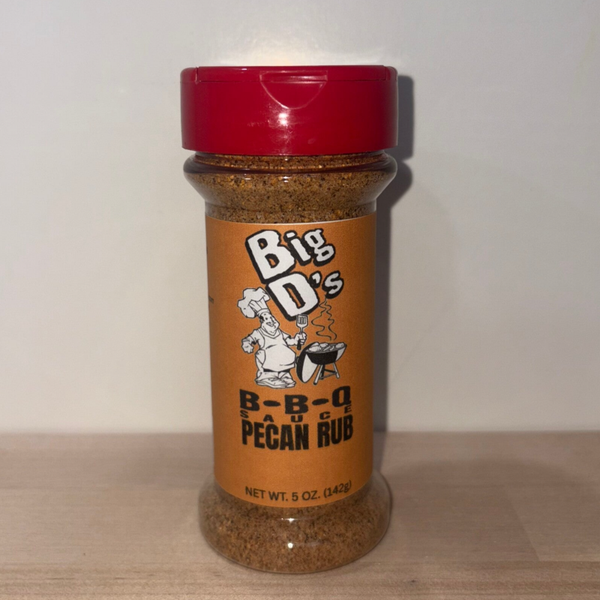 Big
D's
B-B-Q
SAUCE
PECAN RUB
NET WT. 5 OZ. (142g)